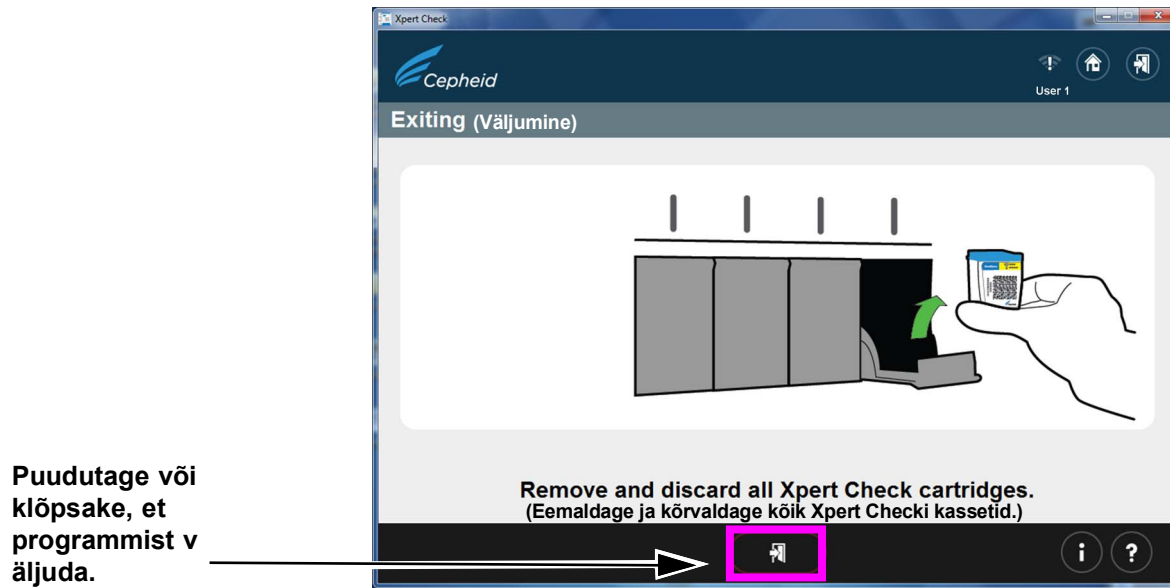 Xpert Check
Cepheid
User 1
Exiting (Väljumine)
Remove and discard all Xpert Check cartridges.
(Eemaldage ja kõrvaldage kõik Xpert Checki kassetid.)
Puudutage või
klõpsake, et
programmist v
äljuda.
i ?